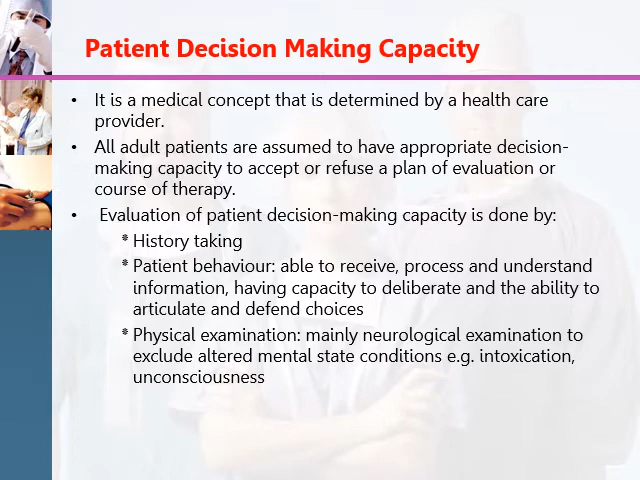 Patient Decision Making Capacity
• It is a medical concept that is determined by a health care
provider.
• All adult patients are assumed to have appropriate decision-
making capacity to accept or refuse a plan of evaluation or
course of therapy.
• Evaluation of patient decision-making capacity is done by:
* History taking
* Patient behaviour: able to receive, process and understand
information, having capacity to deliberate and the ability to
articulate and defend choices
* Physical examination: mainly neurological examination to
exclude altered mental state conditions e.g. intoxication,
unconsciousness